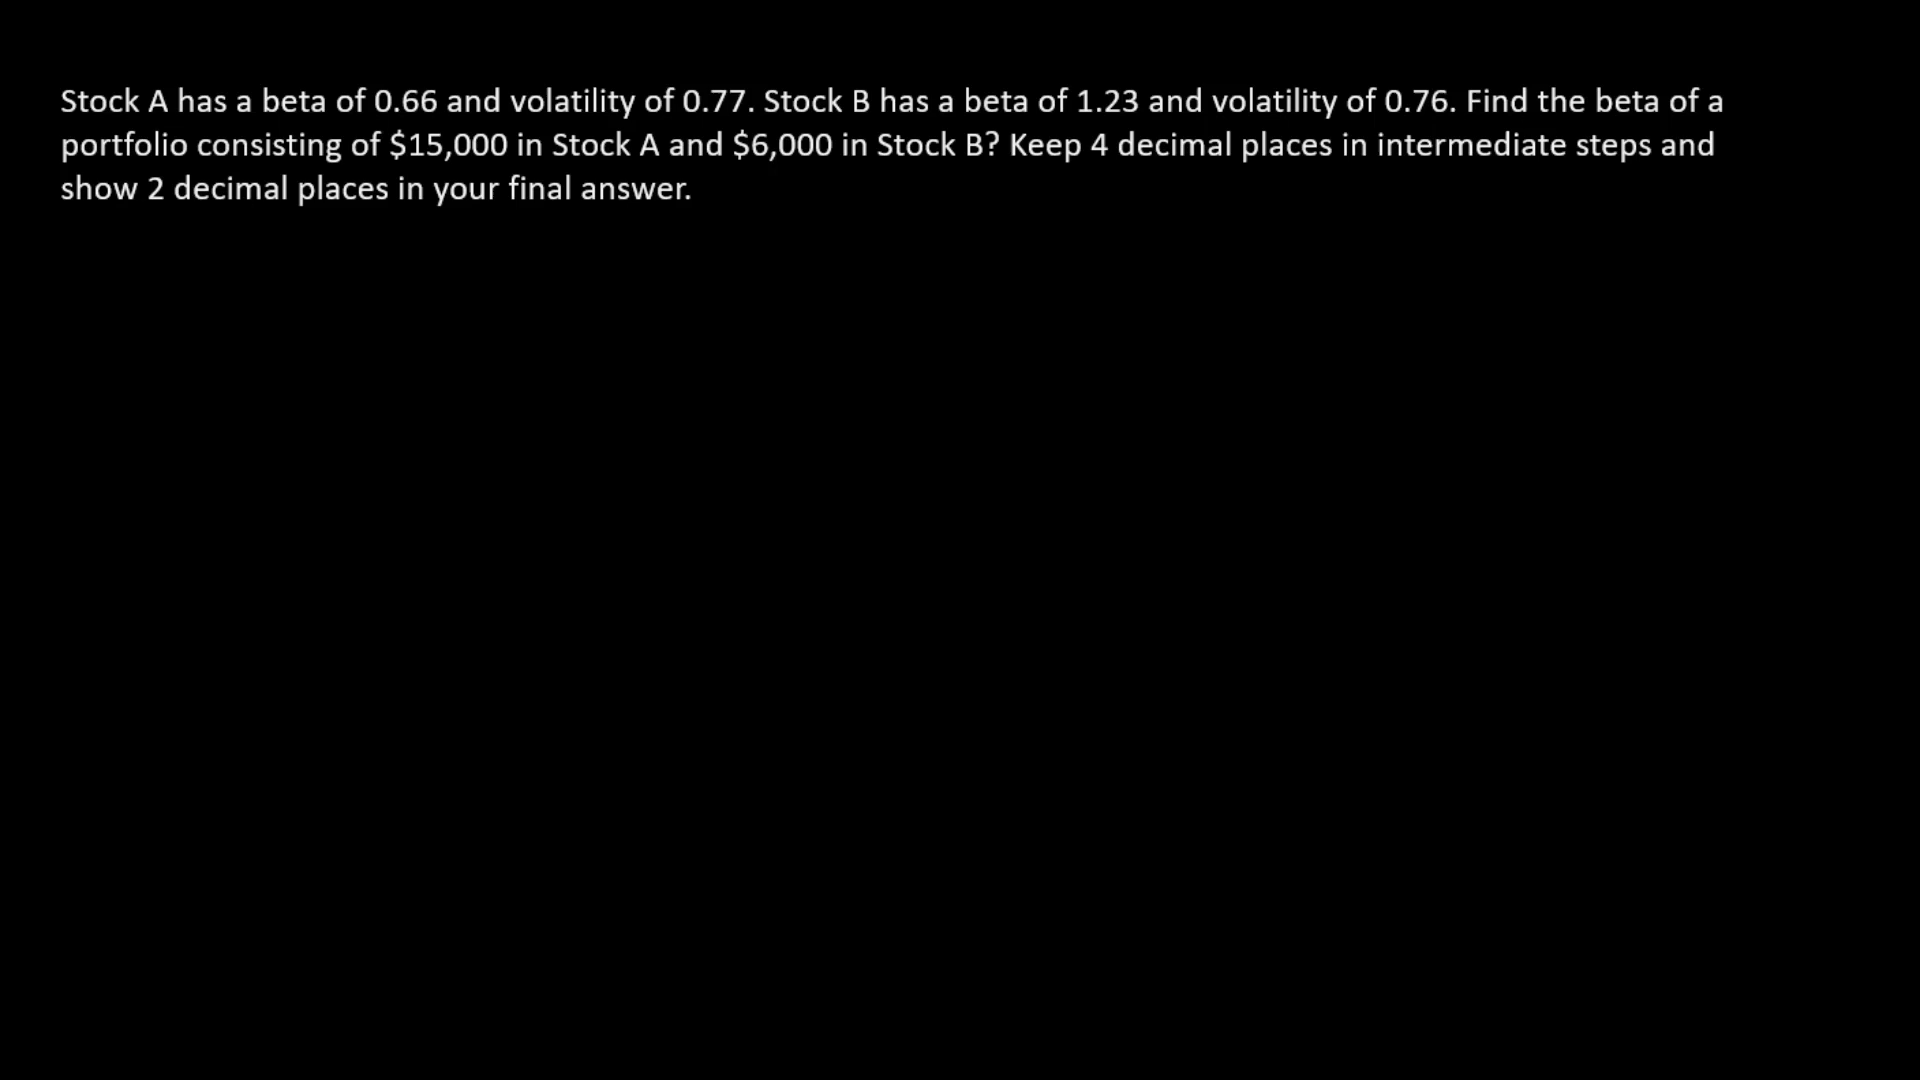 Stock A has a beta of 0.66 and volatility of 0.77. Stock B has a beta of 1.23 and volatility of 0.76. Find the beta of a
portfolio consisting of $15,000 in Stock A and $6,000 in Stock B? Keep 4 decimal places in intermediate steps and
show 2 decimal places in your final answer.